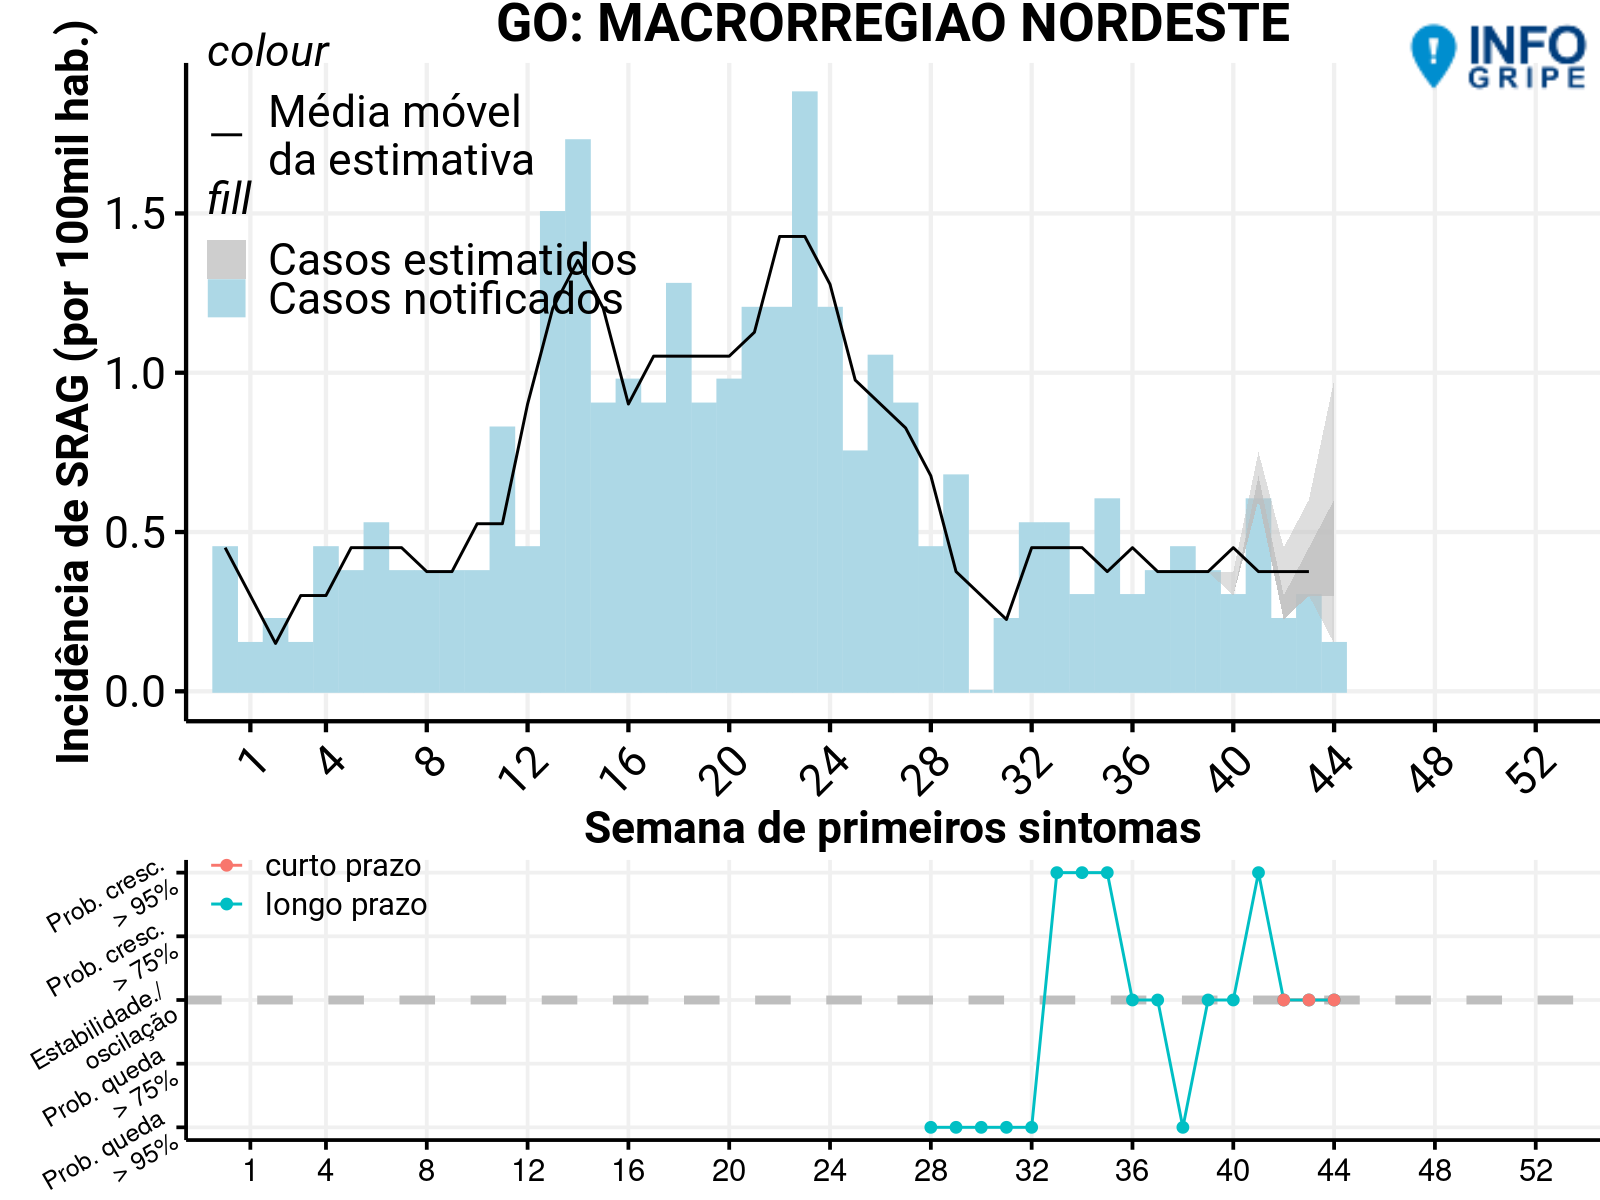 GO: MACRORREGIAO NORDESTE
INFO
GRIPE
Incidência de SRAG (por 100mil hab.)
colour
Média móvel
da estimativa
fill
Casos estimatidos
Casos notificados
1.5
1.0
0.5
0.0
1 4 8 12 16 20 24 28 32 36 40 44 48 52
Semana de primeiros sintomas
curto prazo
longo prazo
Prob. cresc.
> 95%
Prob. cresc.
> 75%
Estabilidade./
oscilação
Prob. queda
> 75%
Prob. queda
> 95%
1 4 8 12 16 20 24 28 32 36 40 44 48 52